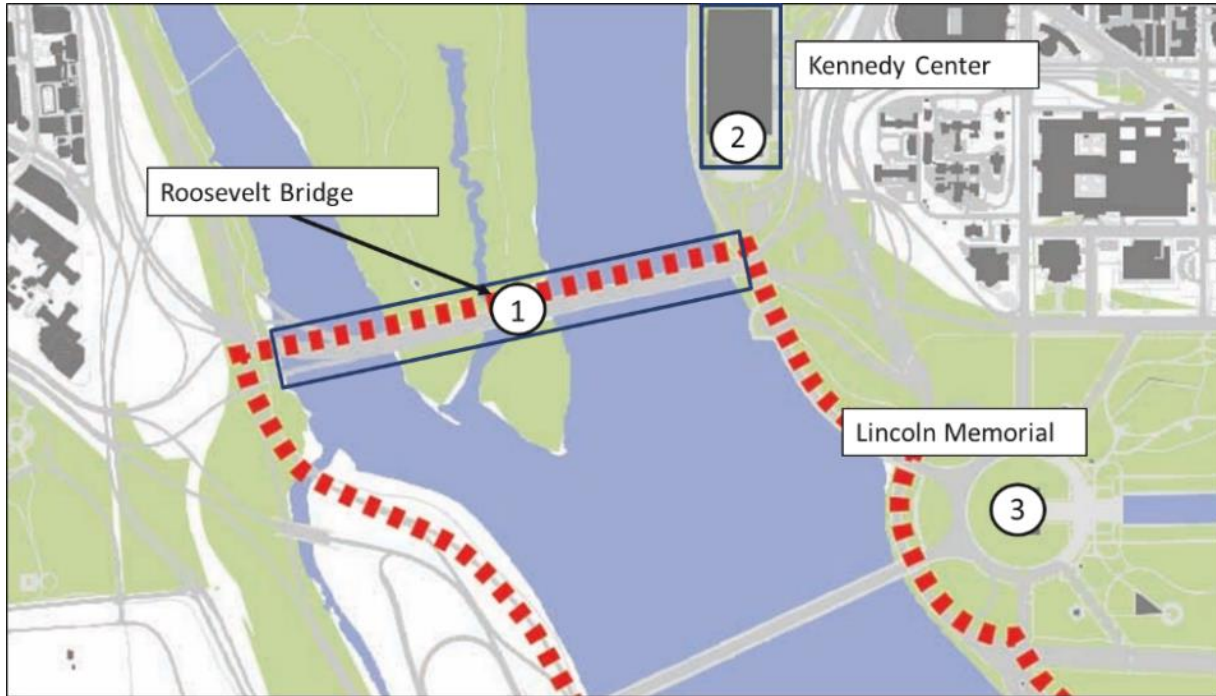 Kennedy Center
2
Roosevelt Bridge
1
Lincoln Memorial
3